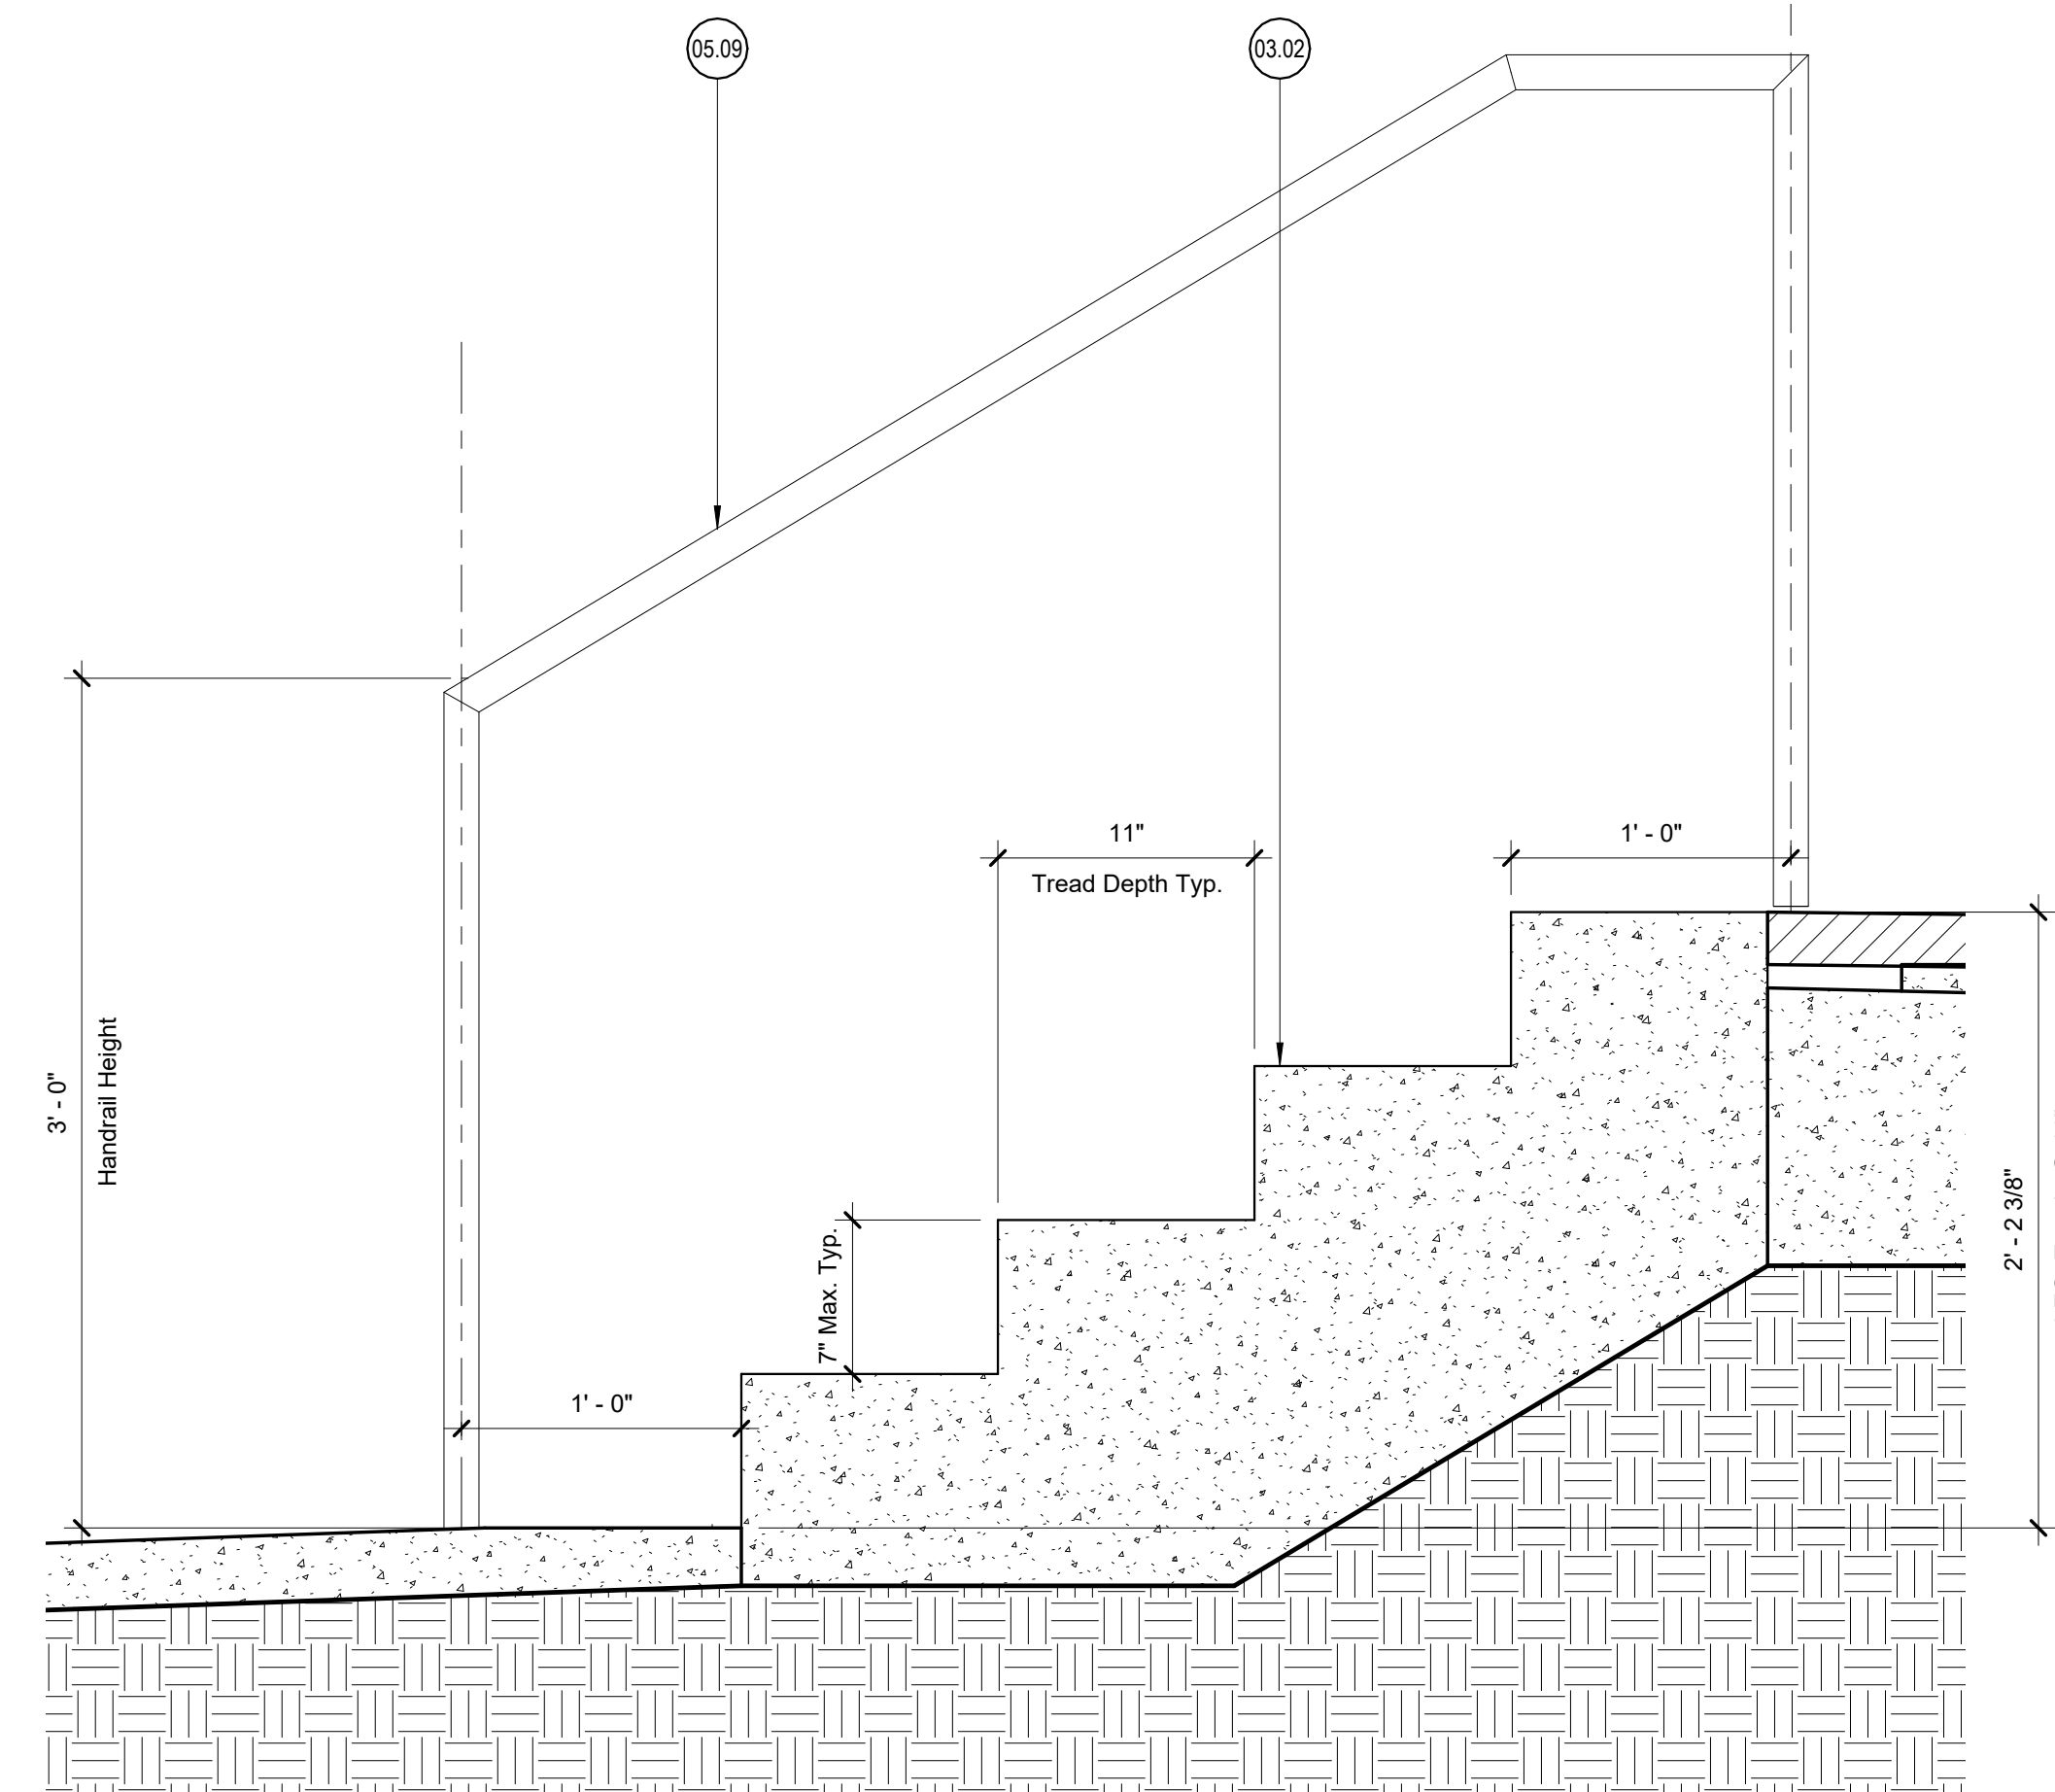 05.09
03.02
11"
Tread Depth Typ.
1' - 0"
3' - 0"
Handrail Height
7" Max. Typ.
1' - 0"
2' - 2 3/8"